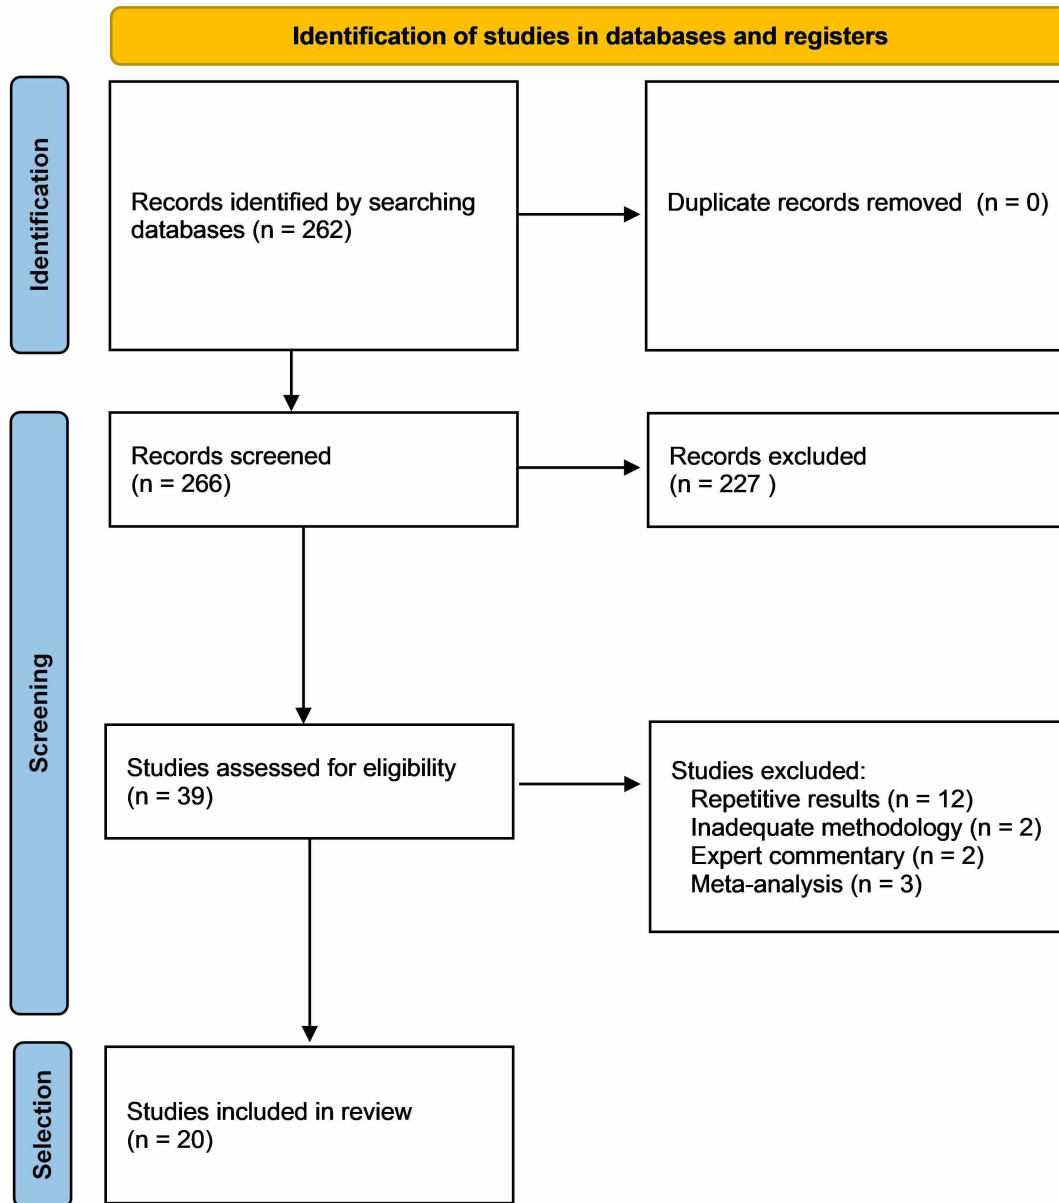 Identification of studies in databases and registers
Identification
Records identified by searching
databases (n = 262)
Duplicate records removed  (n = 0)
Screening
Records screened
(n = 266)
Records excluded
(n = 227 )
Studies assessed for eligibility
(n = 39)
Studies excluded:
Repetitive results (n = 12)
Inadequate methodology (n = 2)
Expert commentary (n = 2)
Meta-analysis (n = 3)
Selection
Studies included in review
(n = 20)